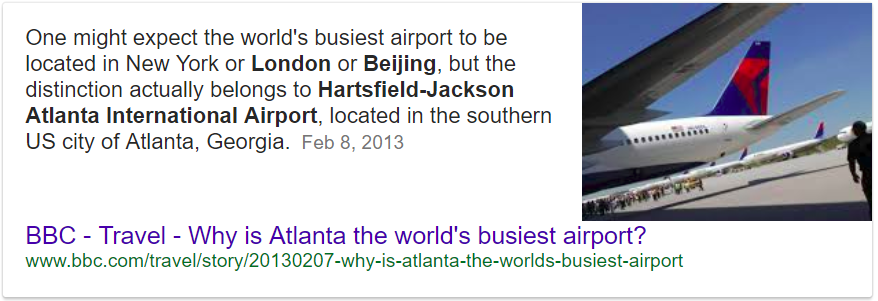 One might expect the world's busiest airport to be
located in New York or London or Beijing, but the
distinction actually belongs to Hartsfield-Jackson
Atlanta International Airport, located in the southern
US city of Atlanta, Georgia. Feb 8, 2013
BBC - Travel - Why is Atlanta the world's busiest airport?
www.bbc.com/travel/story/20130207-why-is-atlanta-the-worlds-busiest-airport